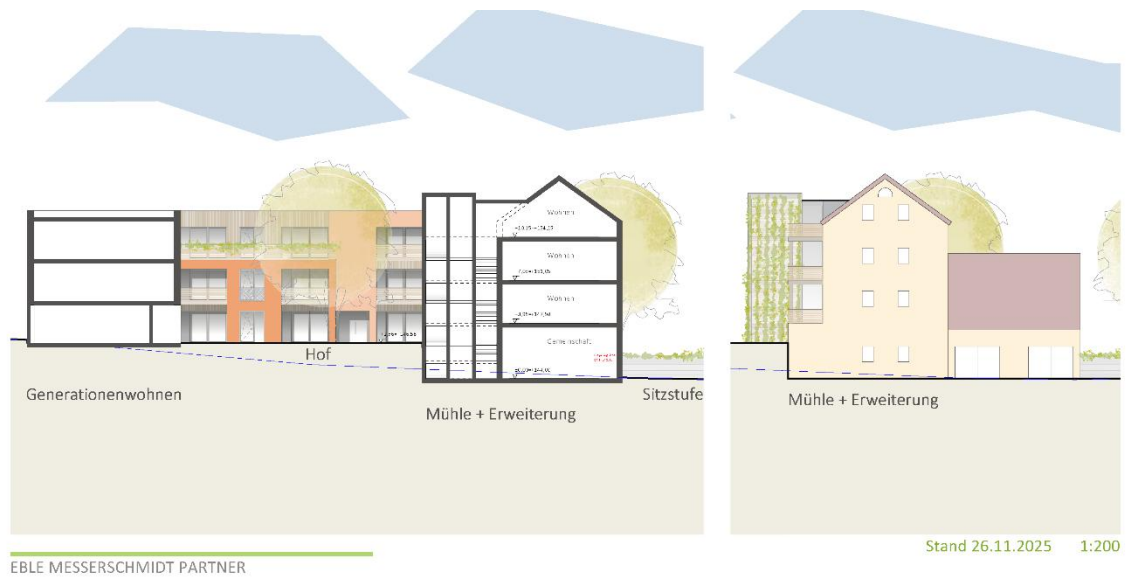 Wohnen
Wohnen
Wohnen
Gemeinschaft
Hof
Generationenwohnen
Sitzstufe
Mühle + Erweiterung
Mühle + Erweiterung
Stand 26.11.2025 1:200
EBLE MESSERSCHMIDT PARTNER